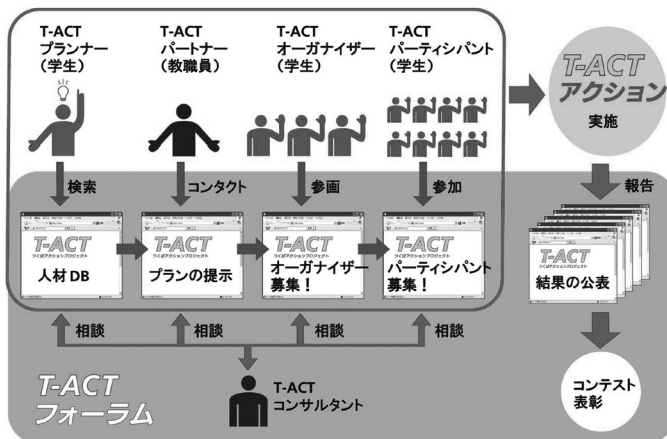 T-ACT
プランナー
(学生)
T-ACT
パートナー
(教職員)
T-ACT
オーガナイザー
(学生)
T-ACT
パーティシパント
(学生)
T-ACT
アクション
実施
検索
コンタクト
参画
参加
報告
T-ACT
つくばアクションプロジェクト
人材DB
T-ACT
つくばアクションプロジェクト
プランの提示
T-ACT
つくばアクションプロジェクト
オーガナイザー
募集!
T-ACT
つくばアクションプロジェクト
パーティシパント
募集!
T-ACT
つくばアクションプロジェクト
結果の公表
相談
相談
相談
相談
T-ACT
フォーラム
T-ACT
コンサルタント
コンテスト
表彰